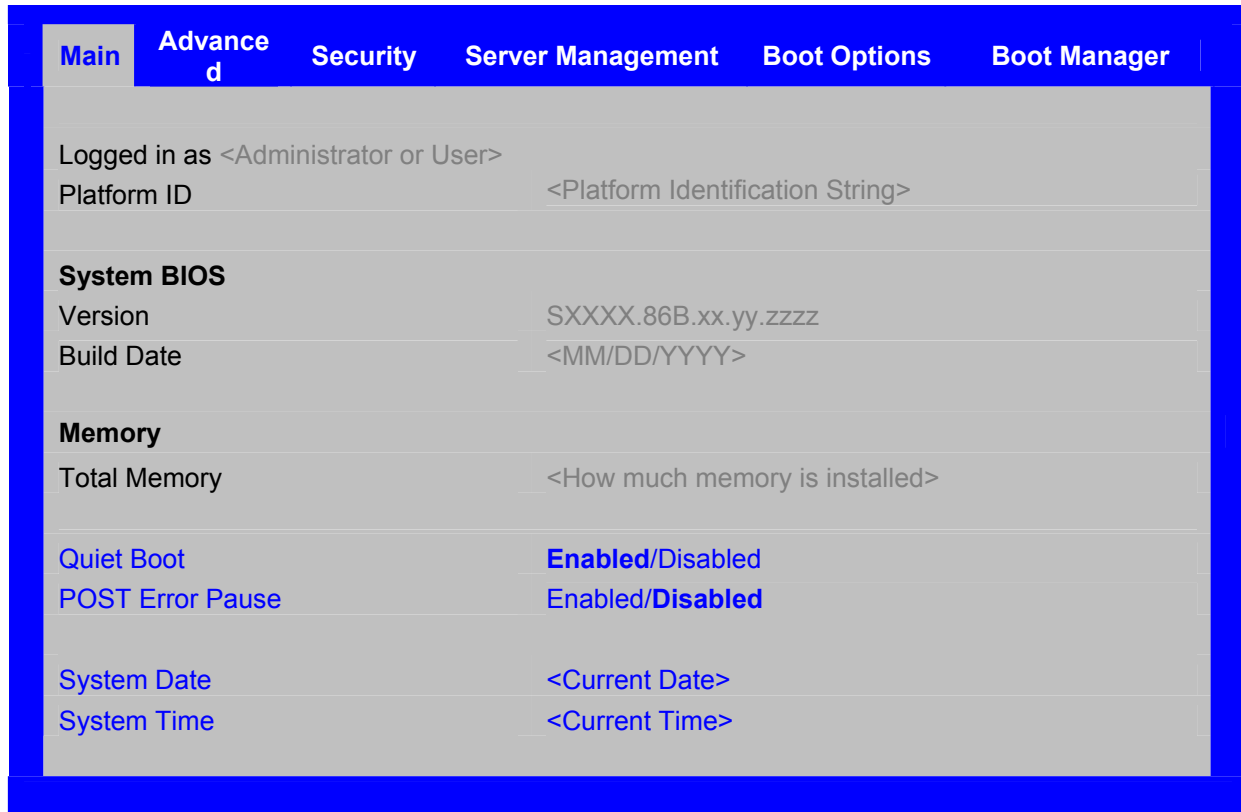 Main Advance
d Security Server Management Boot Options Boot Manager
Logged in as <Administrator or User>
Platform ID <Platform Identification String>
System BIOS
Version SXXXX.86B.xx.yy.zzzz
Build Date <MM/DD/YYYY>
Memory
Total Memory <How much memory is installed>
Quiet Boot Enabled/Disabled
POST Error Pause Enabled/Disabled
System Date <Current Date>
System Time <Current Time>